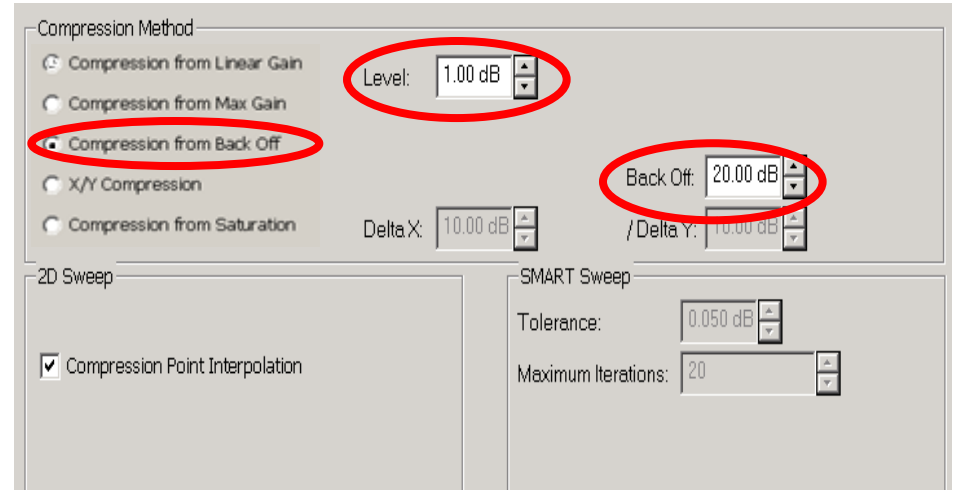 Compression Method
Compression from Linear Gain
Level: 1.00 dB
Compression from Max Gain
Compression from Back Off
X/Y Compression
Back Off: 20.00 dB
Compression from Saturation
Delta X: 10.00 dB
/ Delta Y: 10.00 dB
2D Sweep
Compression Point Interpolation
SMART Sweep
Tolerance: 0.050 dB
Maximum Iterations: 20